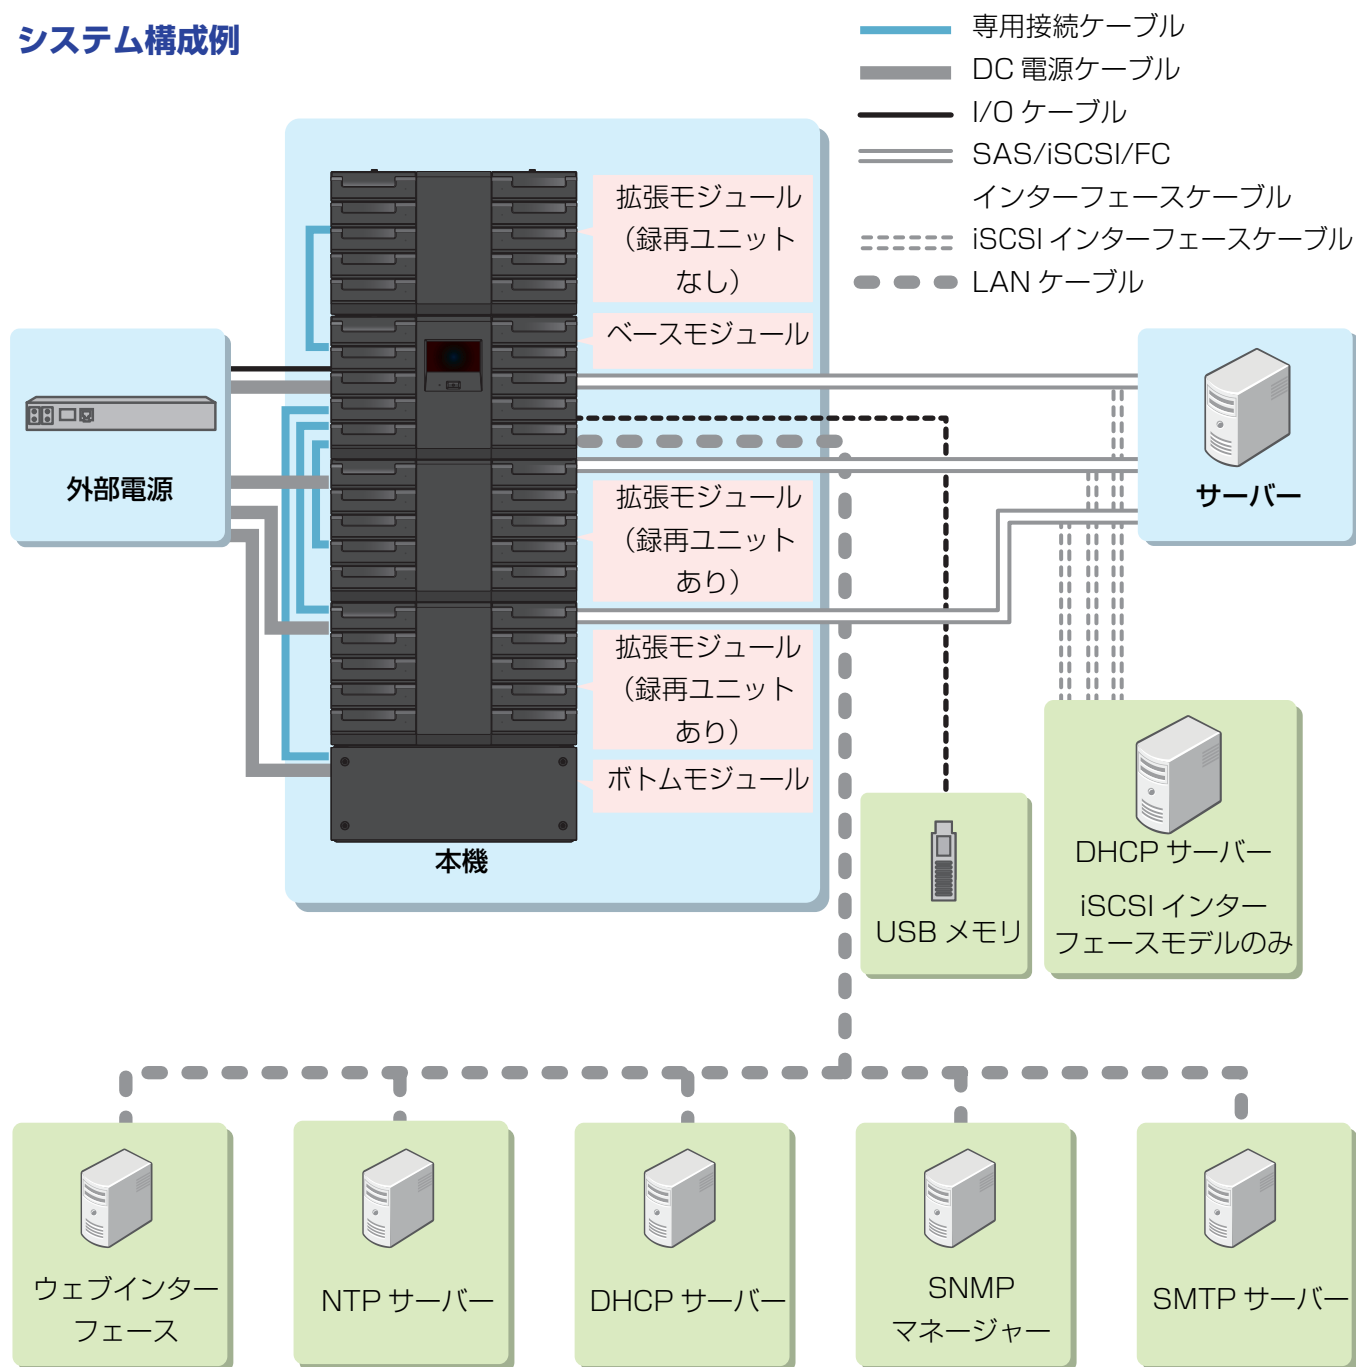 システム構成例
専用接続ケーブル
DC 電源ケーブル
I/O ケーブル
SAS/iSCSI/FC
インターフェースケーブル
iSCSI インターフェースケーブル
LAN ケーブル
拡張モジュール
（録再ユニット
なし）
ベースモジュール
外部電源
サーバー
拡張モジュール
（録再ユニット
あり）
拡張モジュール
（録再ユニット
あり）
ボトムモジュール
本機
USB メモリ
DHCP サーバー
iSCSI インター
フェースモデルのみ
ウェブインター
フェース
NTP サーバー
DHCP サーバー
SNMP
マネージャー
SMTP サーバー